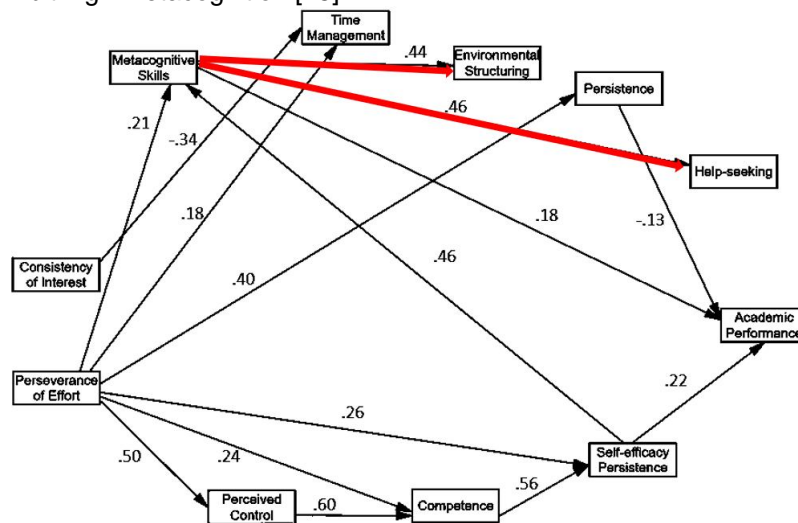 Time
Management
.44
Metacognitive
Skills
Environmental
Structuring
Persistence
.46
.21
-.34
Help-seeking
.18
.18
-.13
Consistency
of Interest
.40
.46
Academic
Performance
Perseverance
of Effort
.22
.26
.50
.24
Self-efficacy
Persistence
.56
Perceived
Control
.60
Competence